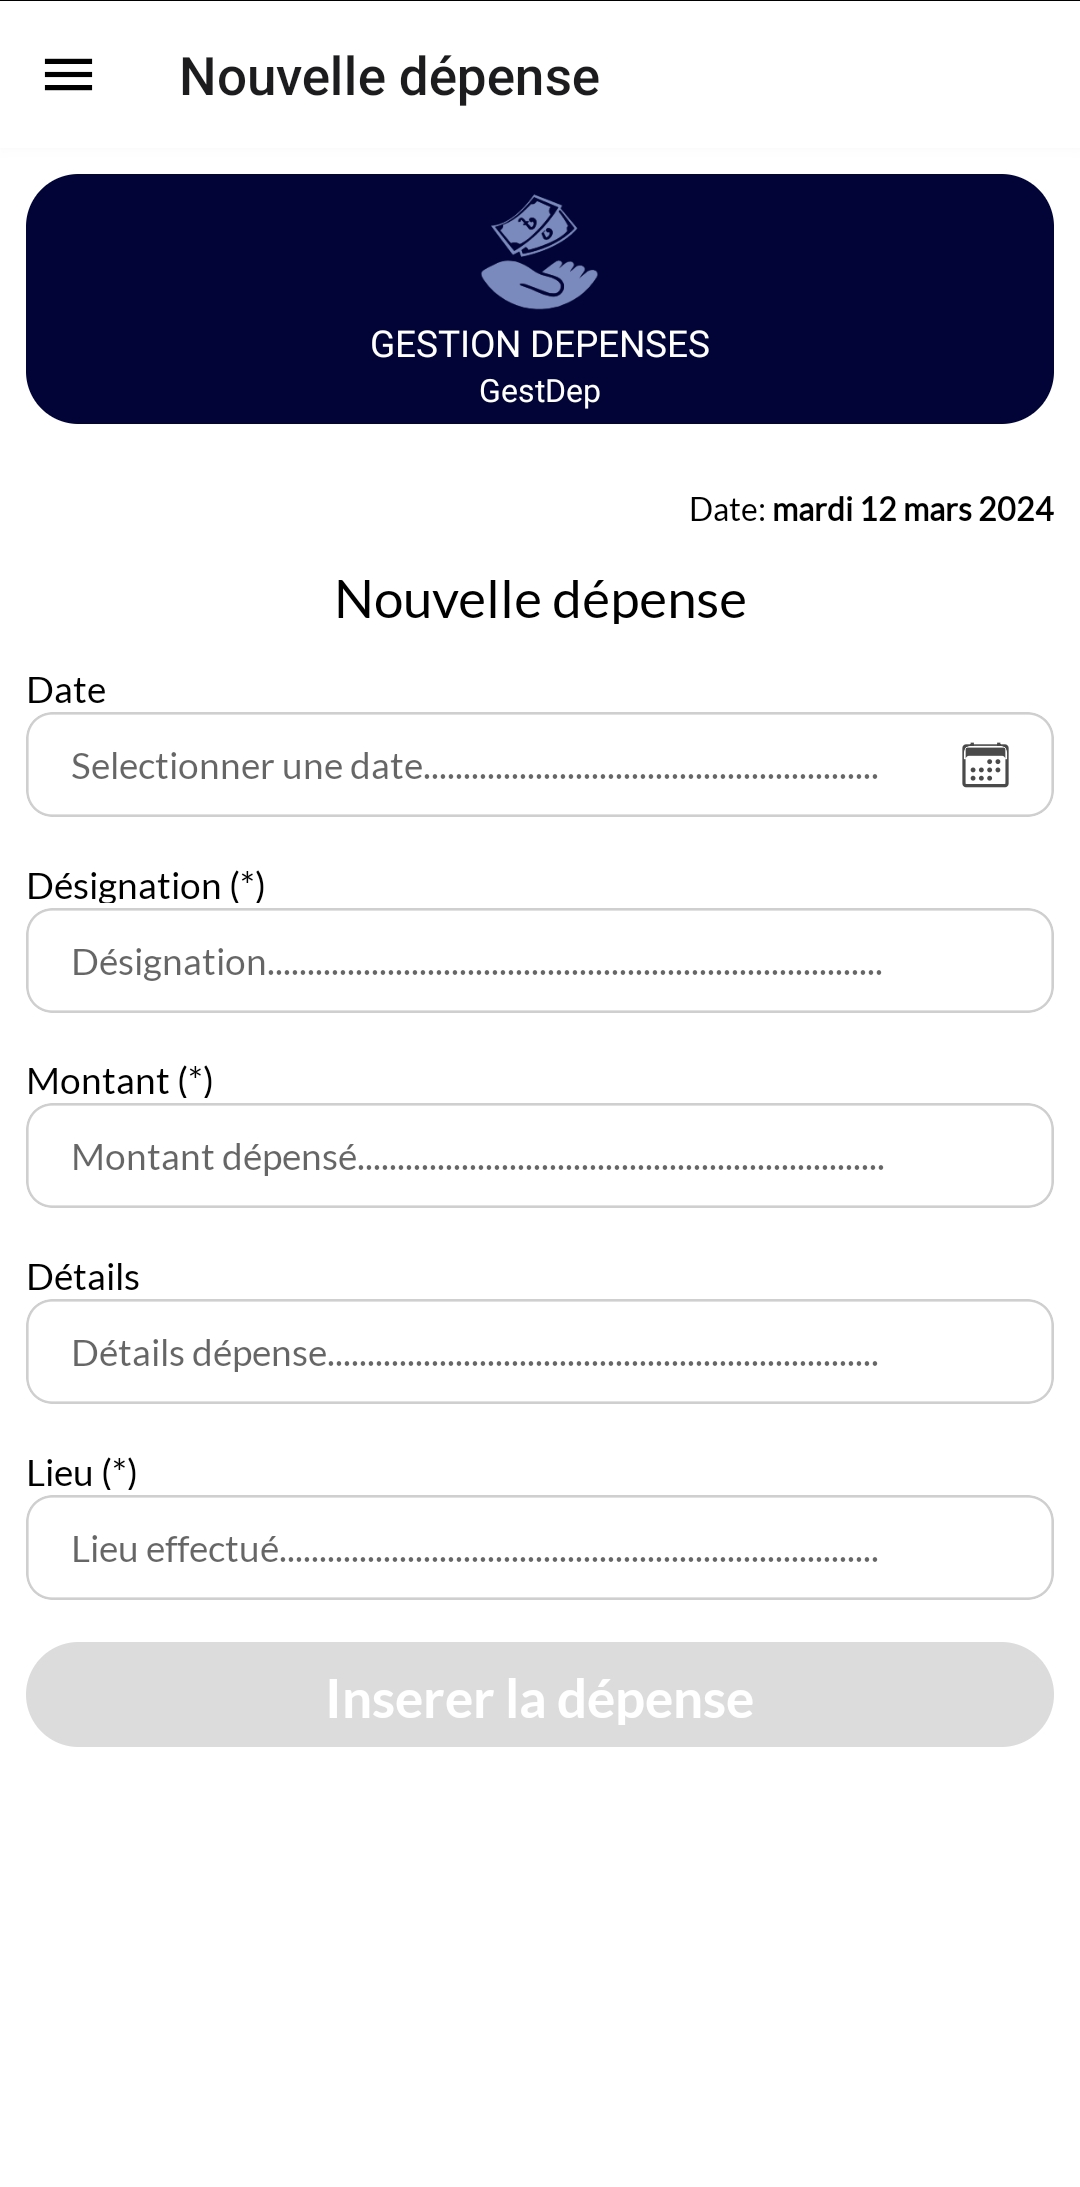 Nouvelle dépense
GESTION DEPENSES
GestDep
Date: mardi 12 mars 2024
Nouvelle dépense
Date
Selectionner une date.........................................................
Désignation (*)
Désignation.............................................................................
Montant (*)
Montant dépensé..................................................................
Détails
Détails dépense.....................................................................
Lieu (*)
Lieu effectué...........................................................................
Inserer la dépense